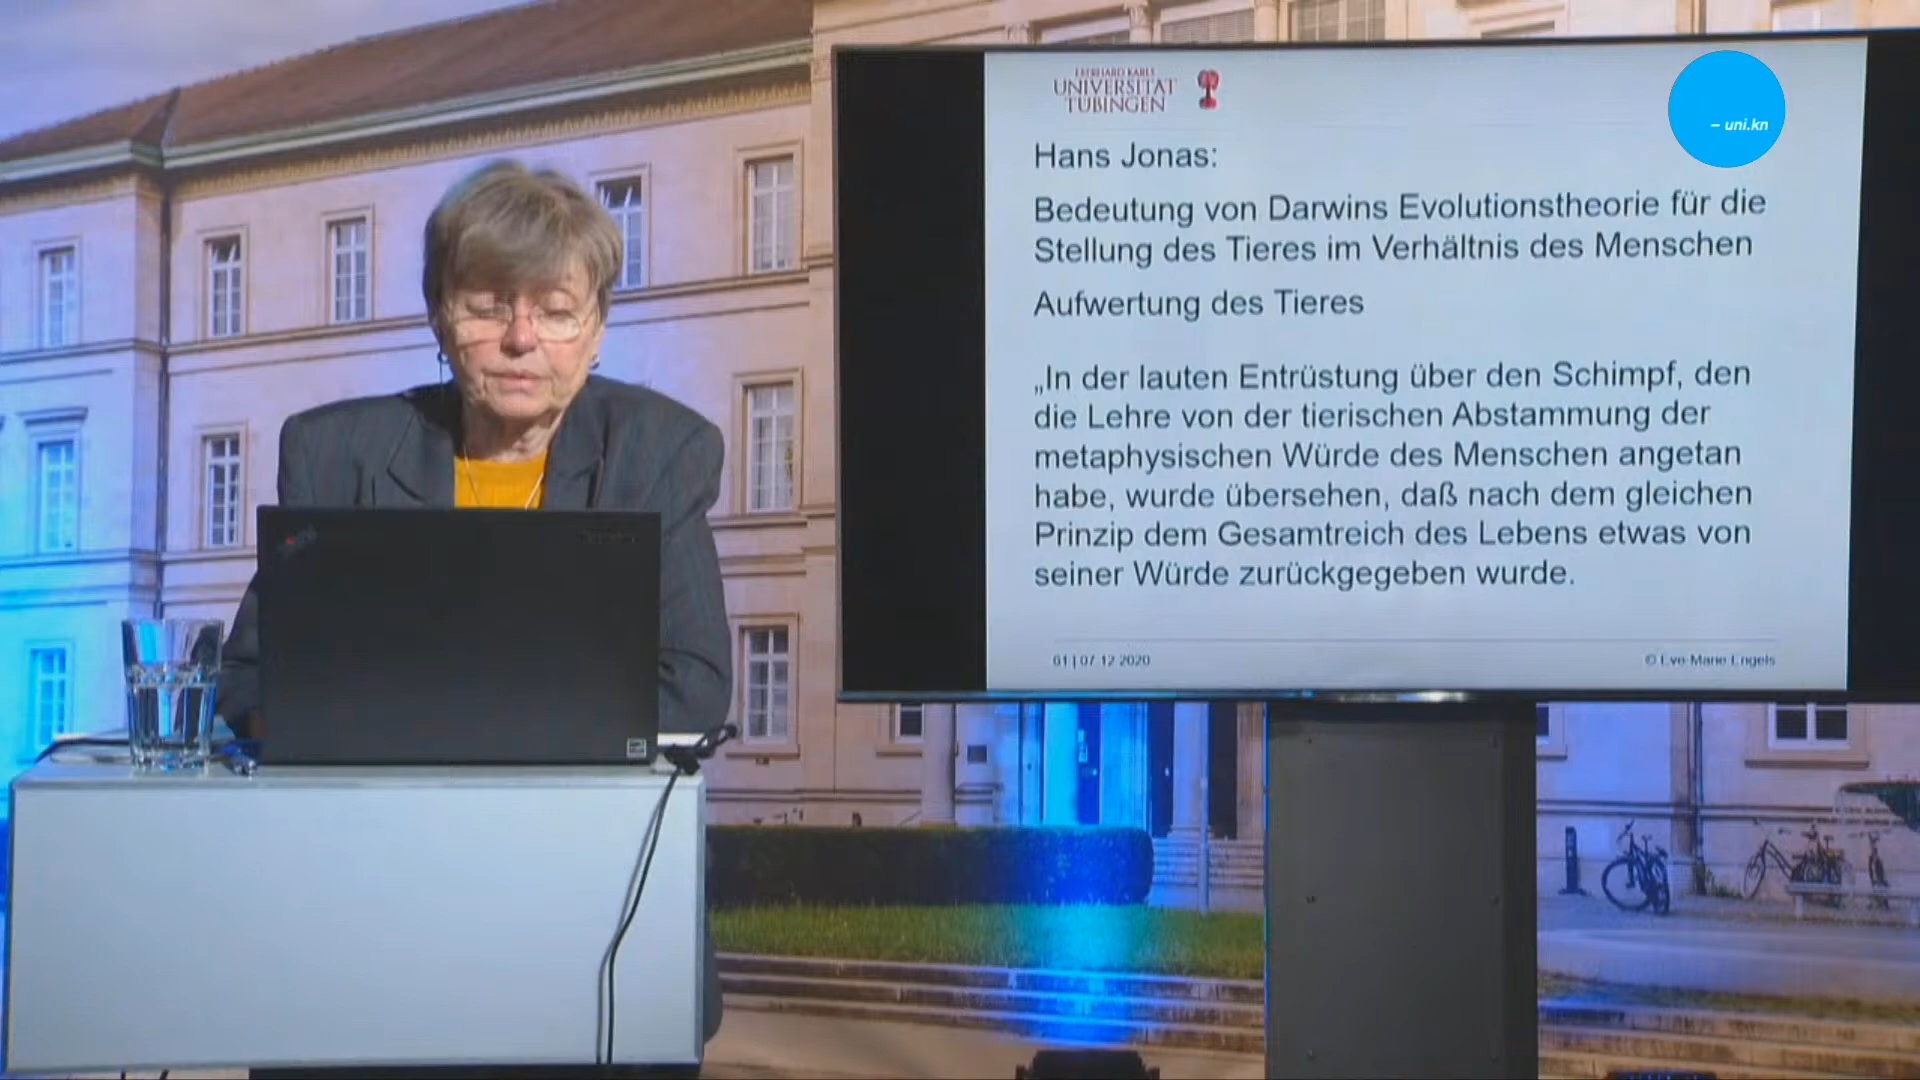 EBERHARD KARLS
UNIVERSITÄT
TÜBINGEN
– uni.kn
Hans Jonas:
Bedeutung von Darwins Evolutionstheorie für die
Stellung des Tieres im Verhältnis des Menschen
Aufwertung des Tieres
„In der lauten Entrüstung über den Schimpf, den
die Lehre von der tierischen Abstammung der
metaphysischen Würde des Menschen angetan
habe, wurde übersehen, daß nach dem gleichen
Prinzip dem Gesamtreich des Lebens etwas von
seiner Würde zurückgegeben wurde.
61 | 07.12.2020
© Eve-Marie Engels